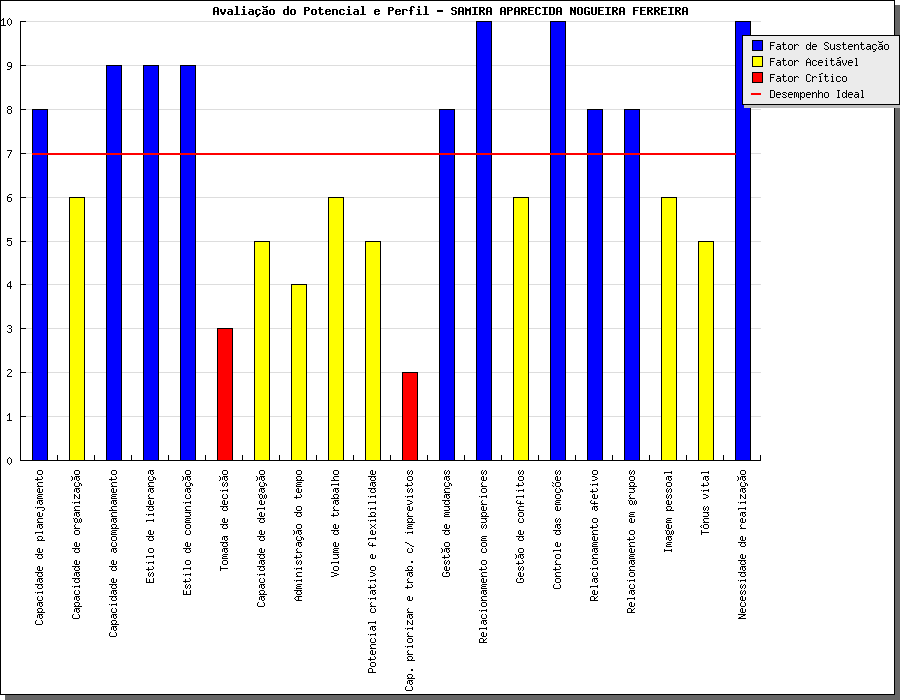 Avaliação do Potencial e Perfil - SAMIRA APARECIDA NOGUEIRA FERREIRA
Fator de Sustentação
Fator Aceitável
Fator Crítico
Desempenho Ideal
10
9
8
7
6
5
4
3
2
1
0
Capacidade de planejamento
Capacidade de organização
Capacidade de acompanhamento
Estilo de liderança
Estilo de comunicação
Tomada de decisão
Capacidade de delegação
Administração do tempo
Volume de trabalho
Potencial criativo e flexibilidade
Cap. priorizar e trab. c/ imprevistos
Gestão de mudanças
Relacionamento com superiores
Gestão de conflitos
Controle das emoções
Relacionamento afetivo
Relacionamento em grupos
Imagem pessoal
Tônus vital
Necessidade de realização